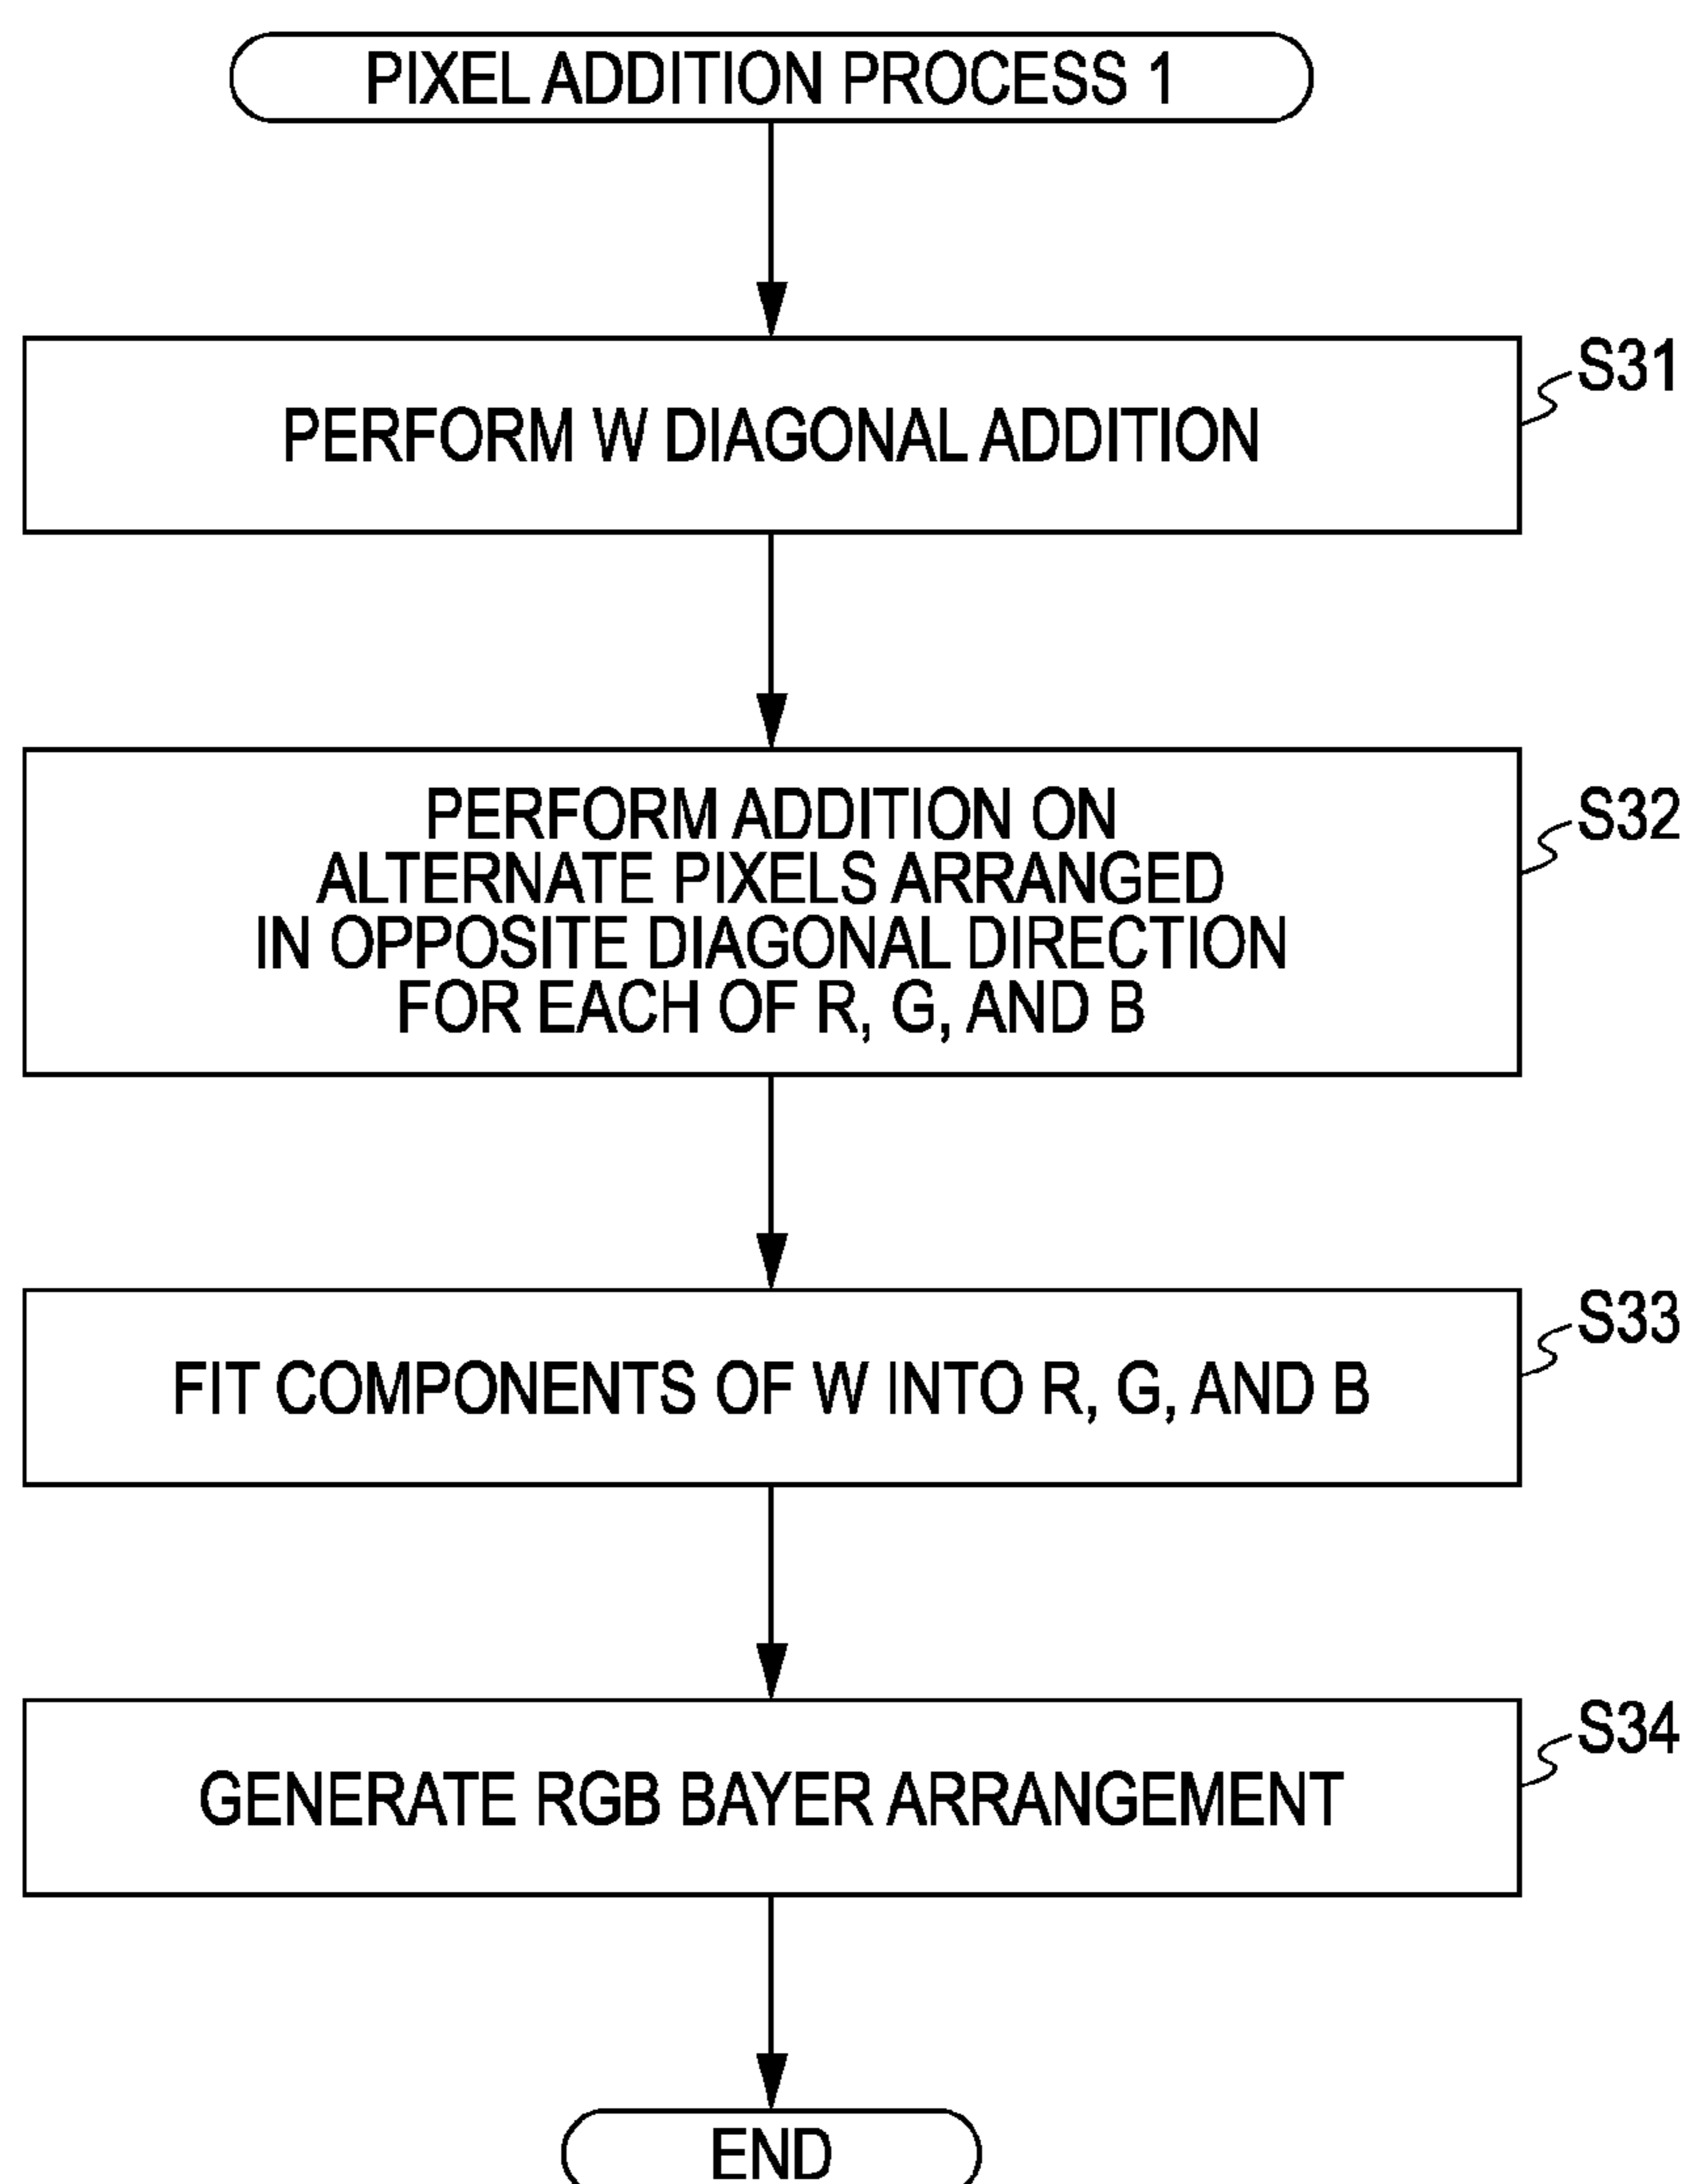 PIXEL ADDITION PROCESS 1
S31
PERFORM W DIAGONAL ADDITION
S32
PERFORM ADDITION ON
ALTERNATE PIXELS ARRANGED
IN OPPOSITE DIAGONAL DIRECTION
FOR EACH OF R, G, AND B
S33
FIT COMPONENTS OF W INTO R, G, AND B
S34
GENERATE RGB BAYER ARRANGEMENT
END